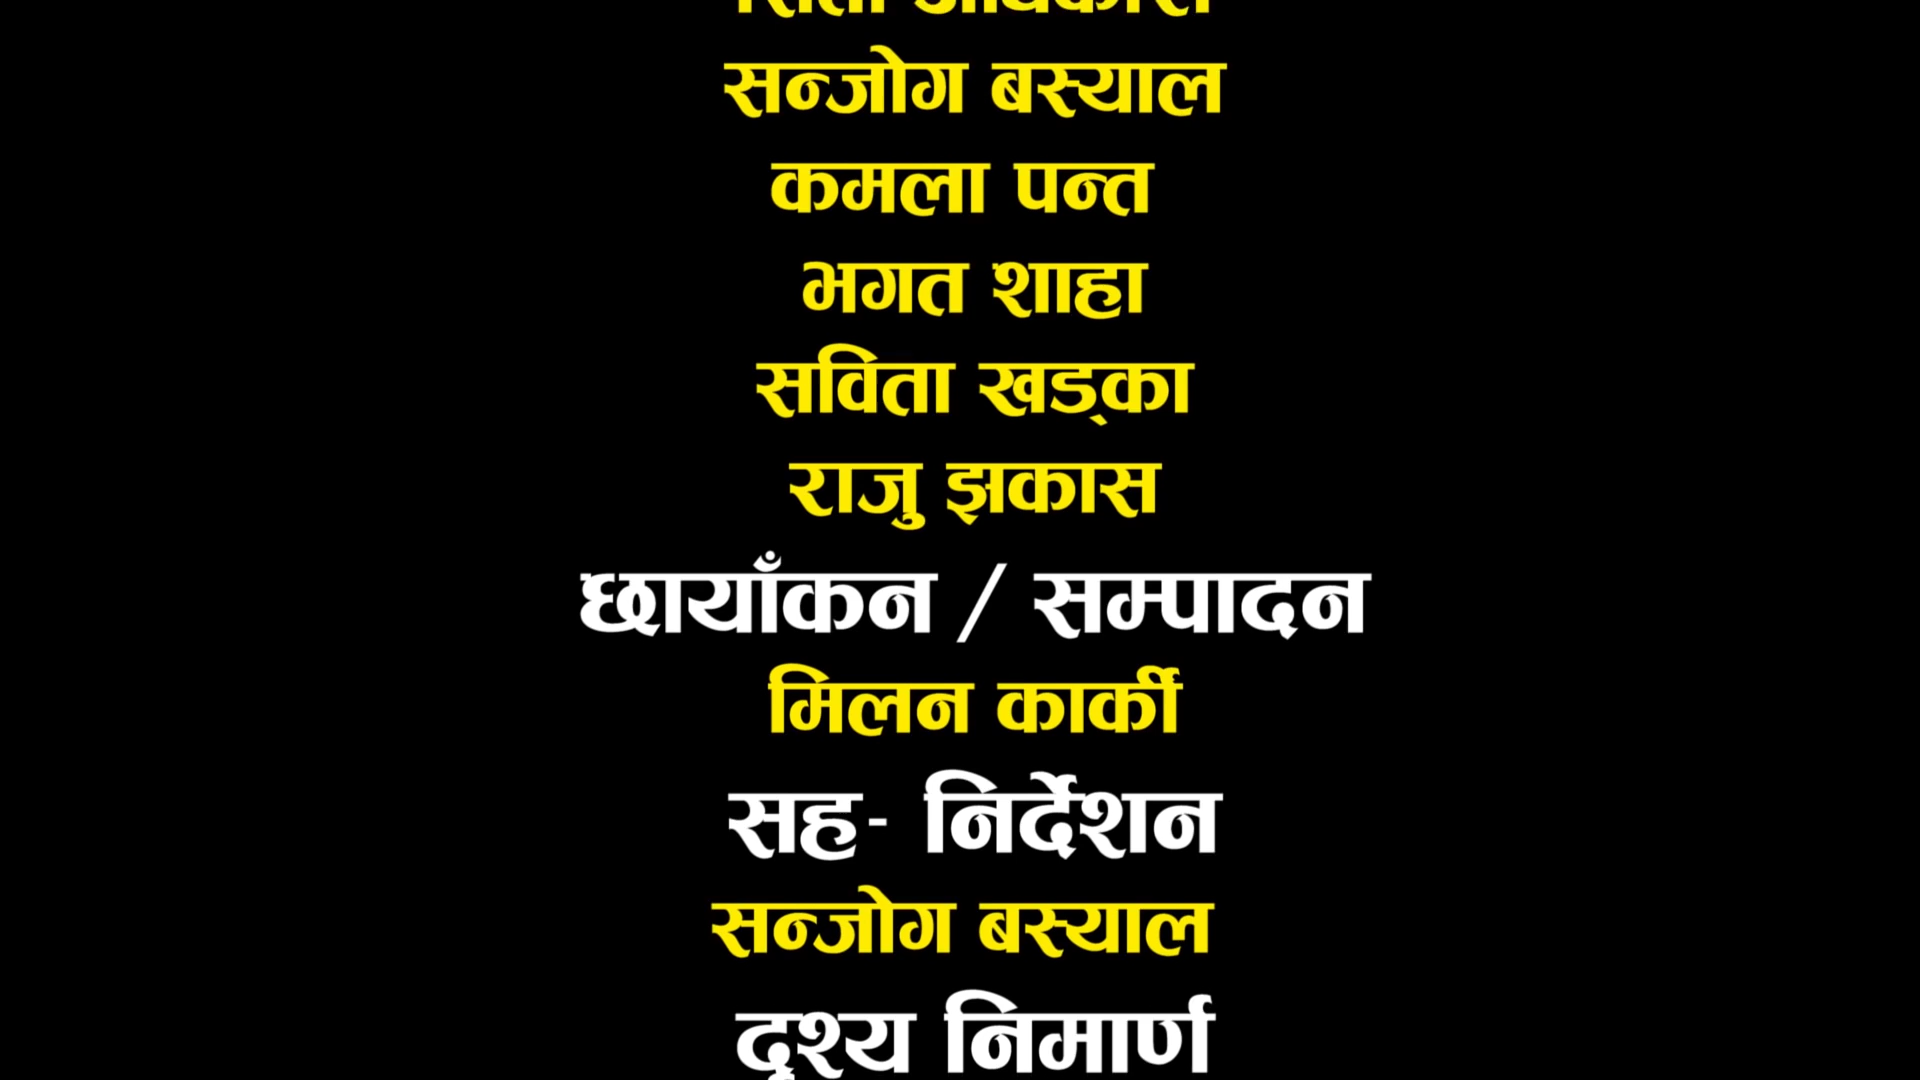 सन्जोग बस्याल
कमला पन्त
भगत शाहा
सविता खड्का
राजु झकास
छायाँकन / सम्पादन
मिलन कार्की
सह- निर्देशन
सन्जोग बस्याल
दृश्य निमार्ण